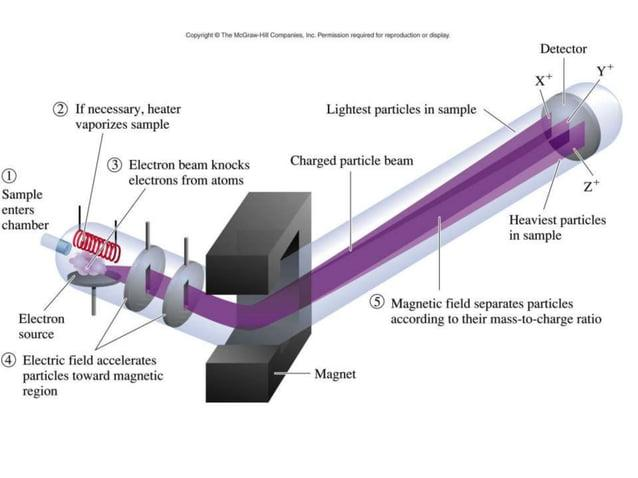 Copyright © The McGraw-Hill Companies, Inc. Permission required for reproduction or display.
Detector
X+
Y+
② If necessary, heater
vaporizes sample
Lightest particles in sample
③ Electron beam knocks
electrons from atoms
Charged particle beam
①
Sample
enters
chamber
Z+
Heaviest particles
in sample
⑤ Magnetic field separates particles
according to their mass-to-charge ratio
Electron
source
④ Electric field accelerates
particles toward magnetic
region
Magnet